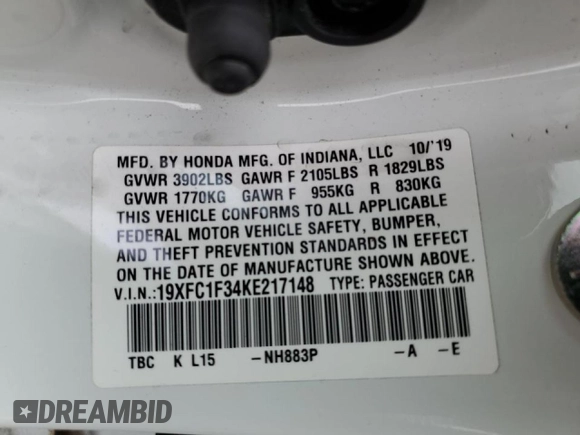 MFD. BY HONDA MFG. OF INDIANA, LLC 10/'19
GVWR 3902LBS GAWR F 2105LBS R 1829LBS
GVWR 1770KG GAWR F 955KG R 830KG
THIS VEHICLE CONFORMS TO ALL APPLICABLE
FEDERAL MOTOR VEHICLE SAFETY, BUMPER,
AND THEFT PREVENTION STANDARDS IN EFFECT
ON THE DATE OF MANUFACTURE SHOWN ABOVE.
V.I.N.:19XFC1F34KE217148 TYPE: PASSENGER CAR
TBC K L15 -NH883P -A -E
DREAMBID